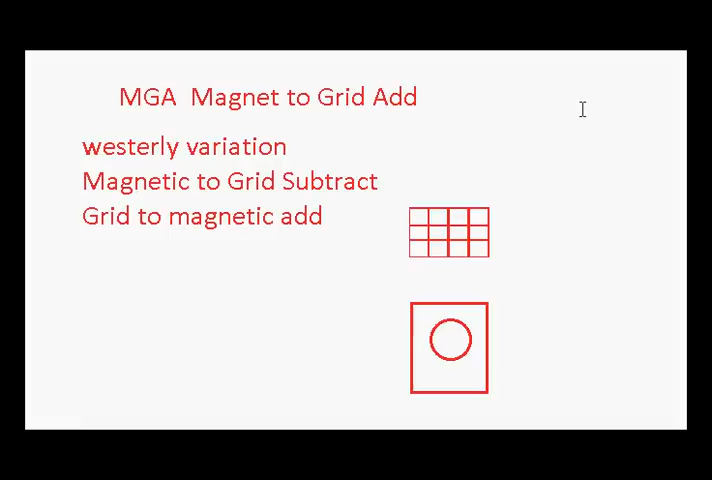 MGA Magnet to Grid Add
westerly variation
Magnetic to Grid Subtract
Grid to magnetic add